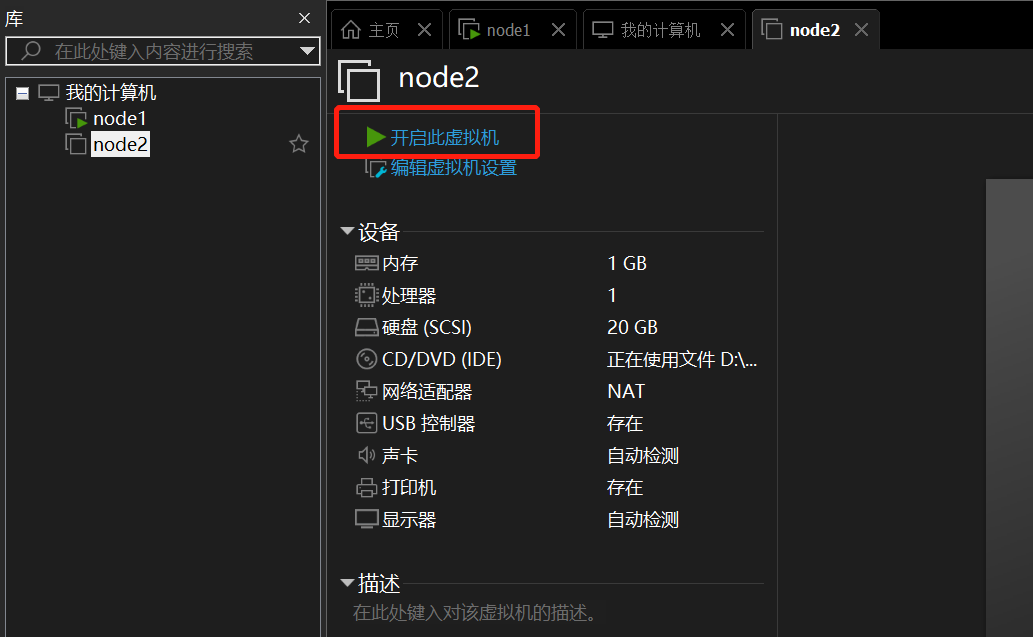 库
在此处键入内容进行搜索
我的计算机
node1
node2
主页
node1
我的计算机
node2
node2
开启此虚拟机
编辑虚拟机设置
设备
内存 1 GB
处理器 1
硬盘 (SCSI) 20 GB
CD/DVD (IDE) 正在使用文件 D:\...
网络适配器 NAT
USB 控制器 存在
声卡 自动检测
打印机 存在
显示器 自动检测
描述
在此处键入对该虚拟机的描述。